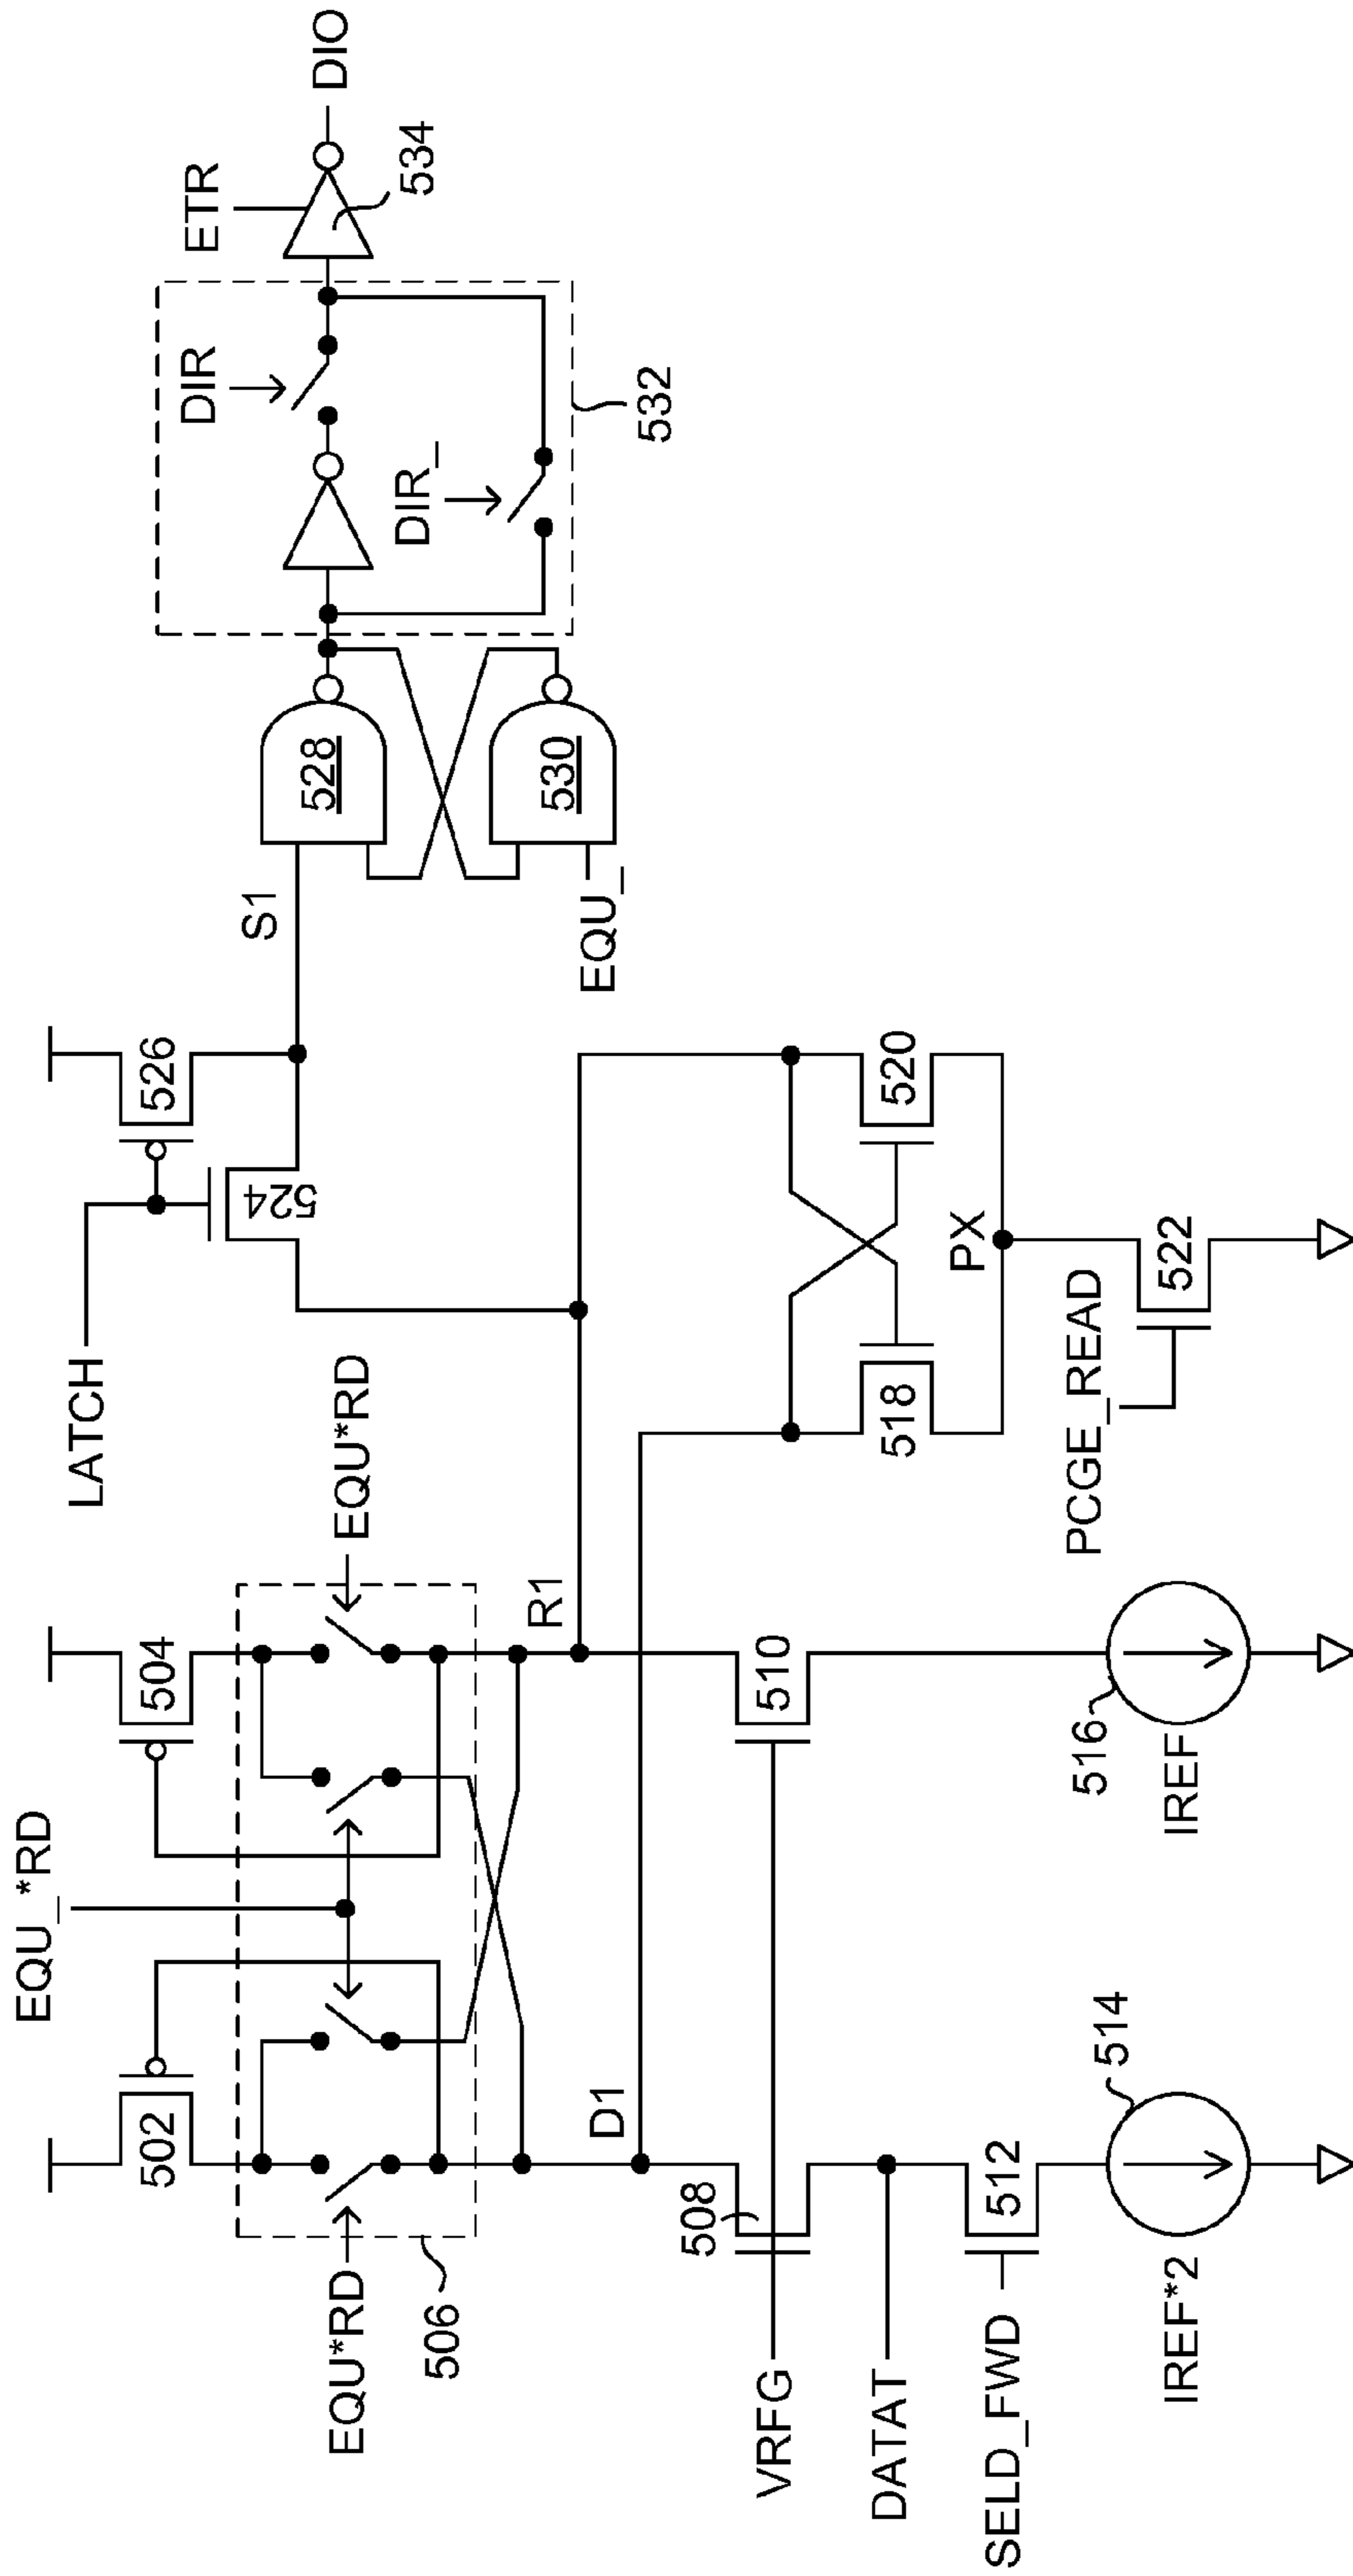 EQU_*RD
LATCH
502
504
526
524
EQU*RD
EQU*RD
506
S1
528
530
EQU_
DIR
DIR_
532
ETR
534
DIO
D1
R1
508
510
VRFG
DATAT
518
520
PX
SELD_FWD
512
514
IREF*2
516
IREF
PCGE_READ
522